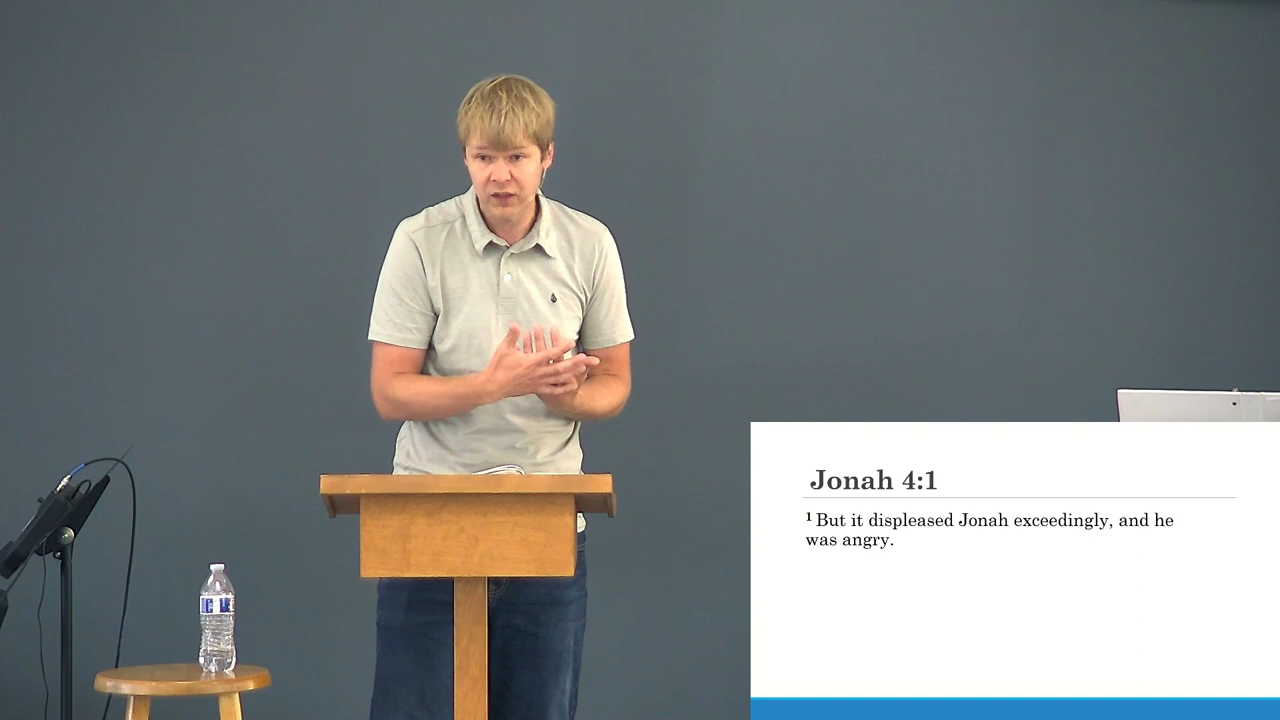 Jonah 4:1
1 But it displeased Jonah exceedingly, and he
was angry.